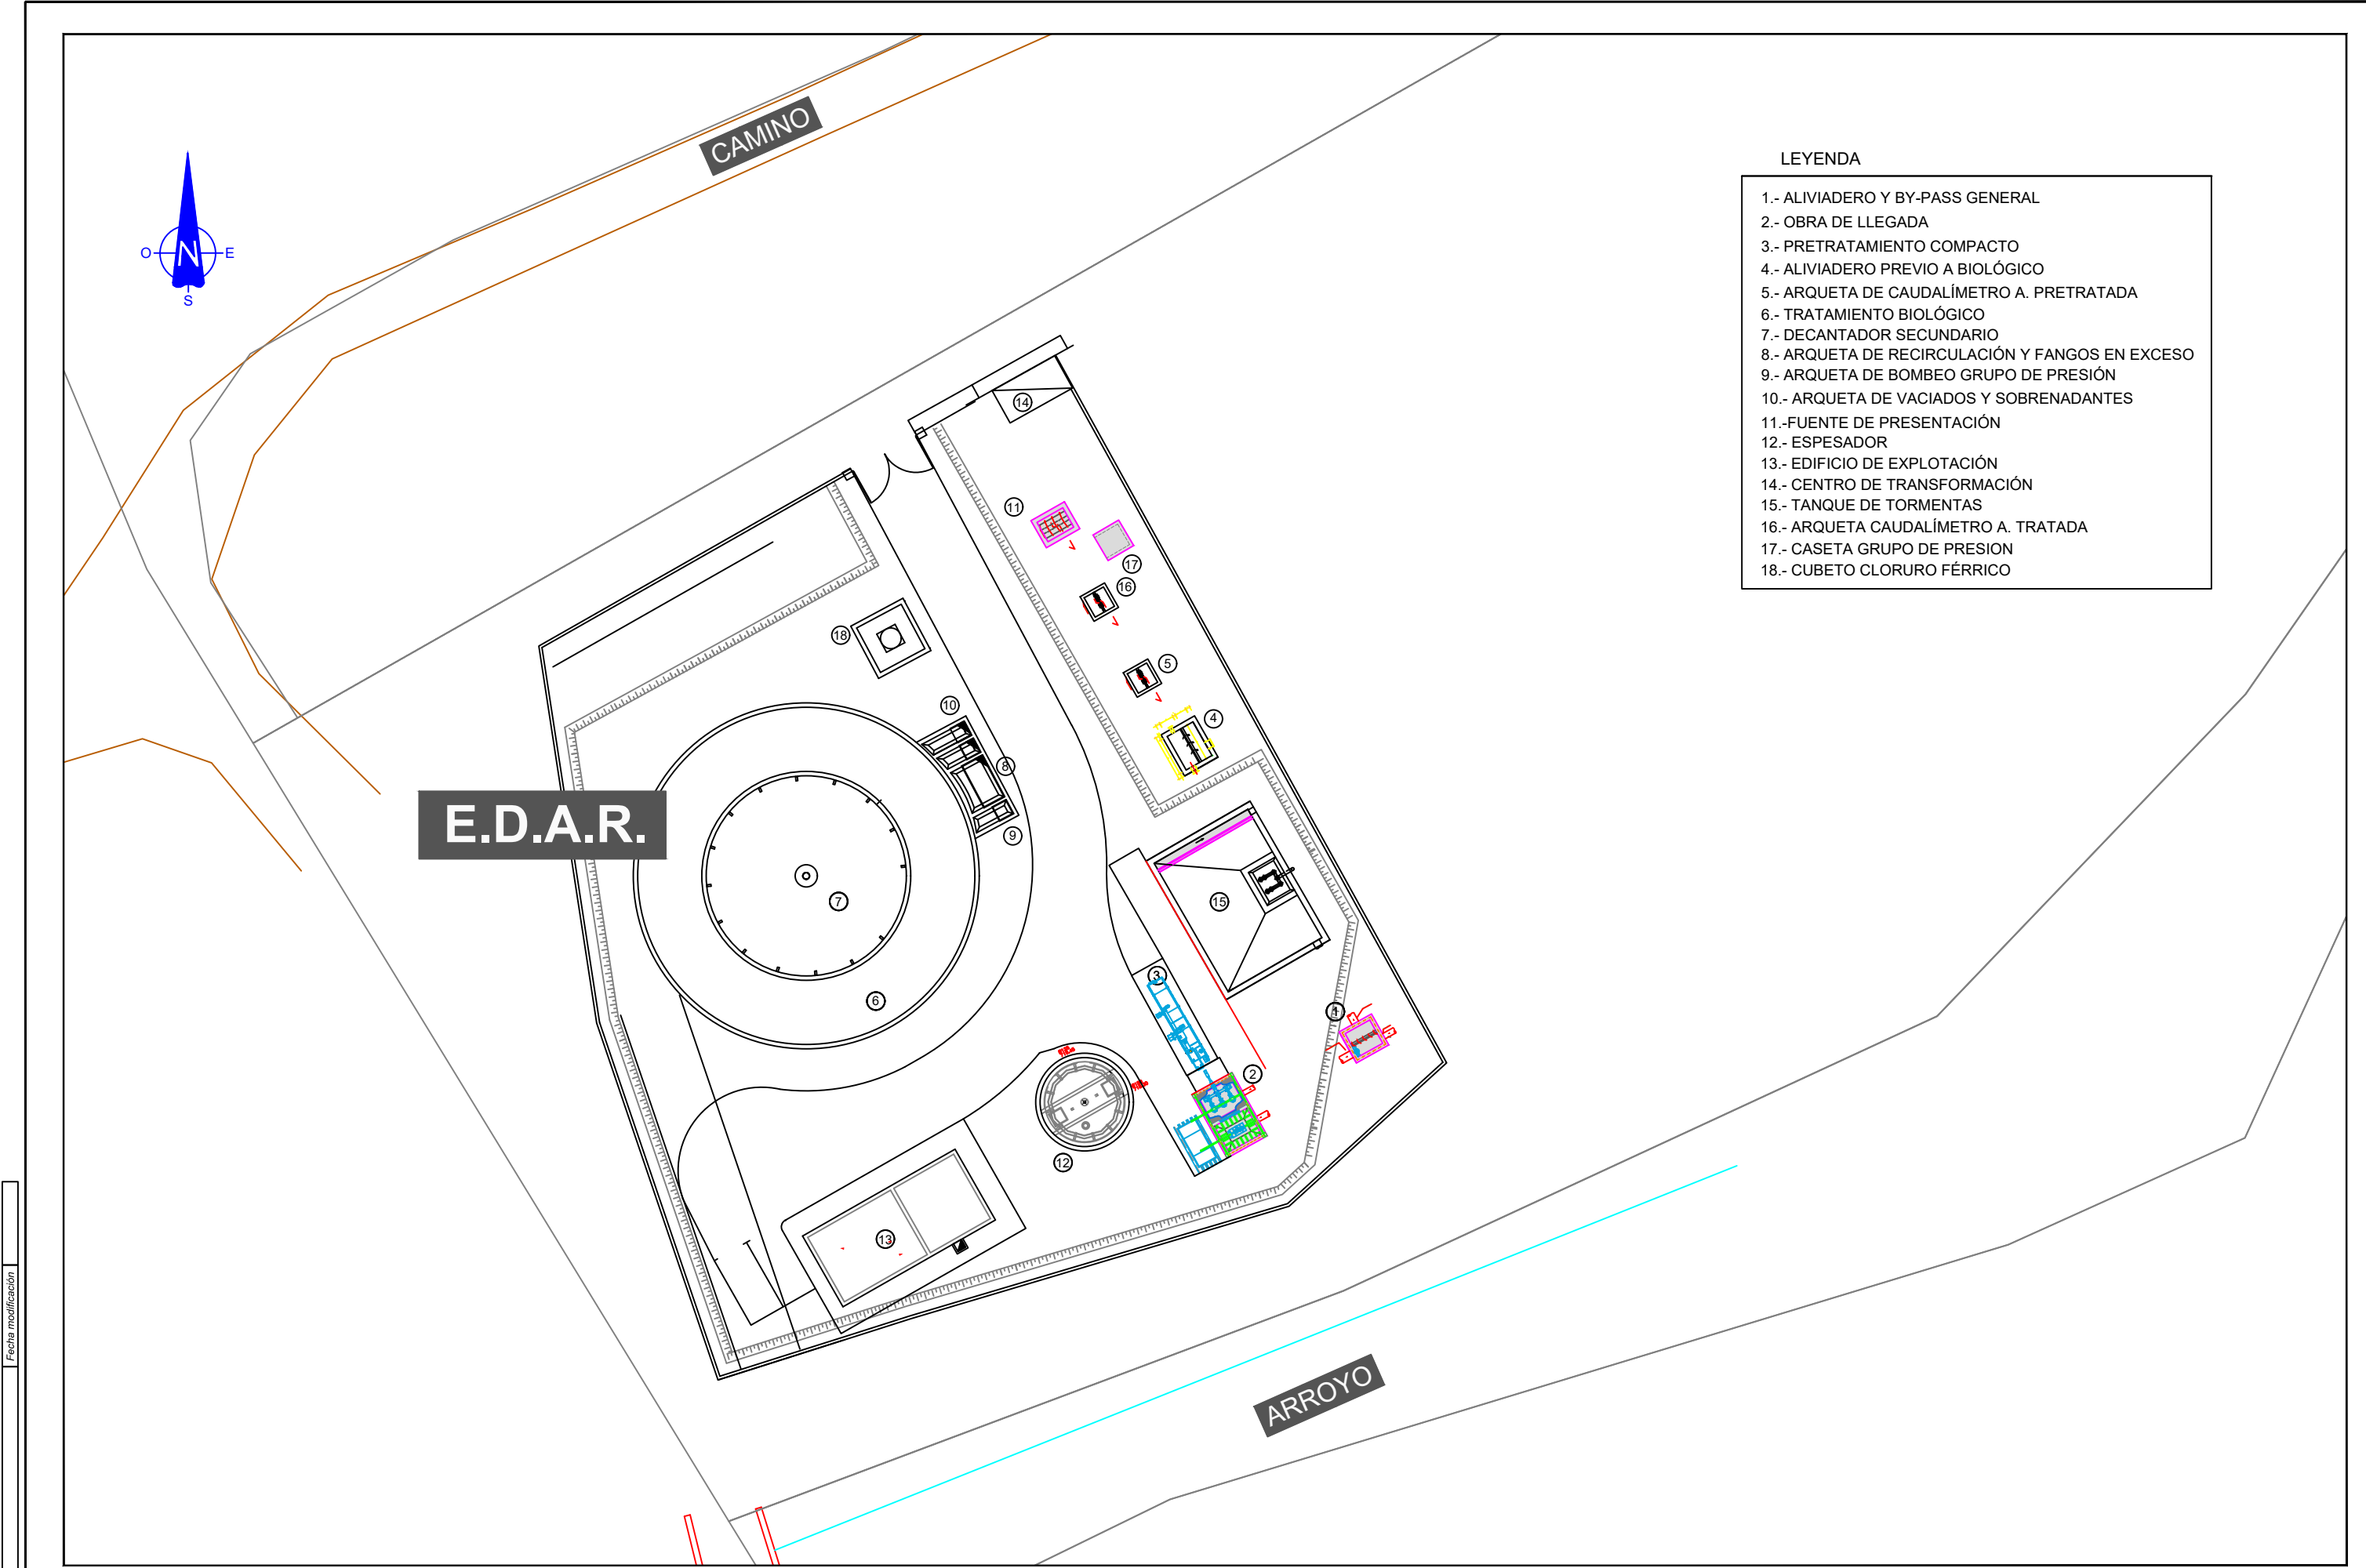 CAMINO
LEYENDA
1.- ALIVIADERO Y BY-PASS GENERAL
2.- OBRA DE LLEGADA
3.- PRETRATAMIENTO COMPACTO
4.- ALIVIADERO PREVIO A BIOLÓGICO
5.- ARQUETA DE CAUDALÍMETRO A. PRETRATADA
6.- TRATAMIENTO BIOLÓGICO
7.- DECANTADOR SECUNDARIO
8.- ARQUETA DE RECIRCULACIÓN Y FANGOS EN EXCESO
9.- ARQUETA DE BOMBEO GRUPO DE PRESIÓN
10.- ARQUETA DE VACIADOS Y SOBRENADANTES
11.-FUENTE DE PRESENTACIÓN
12.- ESPESADOR
13.- EDIFICIO DE EXPLOTACIÓN
14.- CENTRO DE TRANSFORMACIÓN
15.- TANQUE DE TORMENTAS
16.- ARQUETA CAUDALÍMETRO A. TRATADA
17.- CASETA GRUPO DE PRESION
18.- CUBETO CLORURO FÉRRICO
O N E
S
14
11
17
16
18
5
10
4
8
9
E.D.A.R.
7
15
3
6
1
2
12
13
Fecha modificación
ARROYO